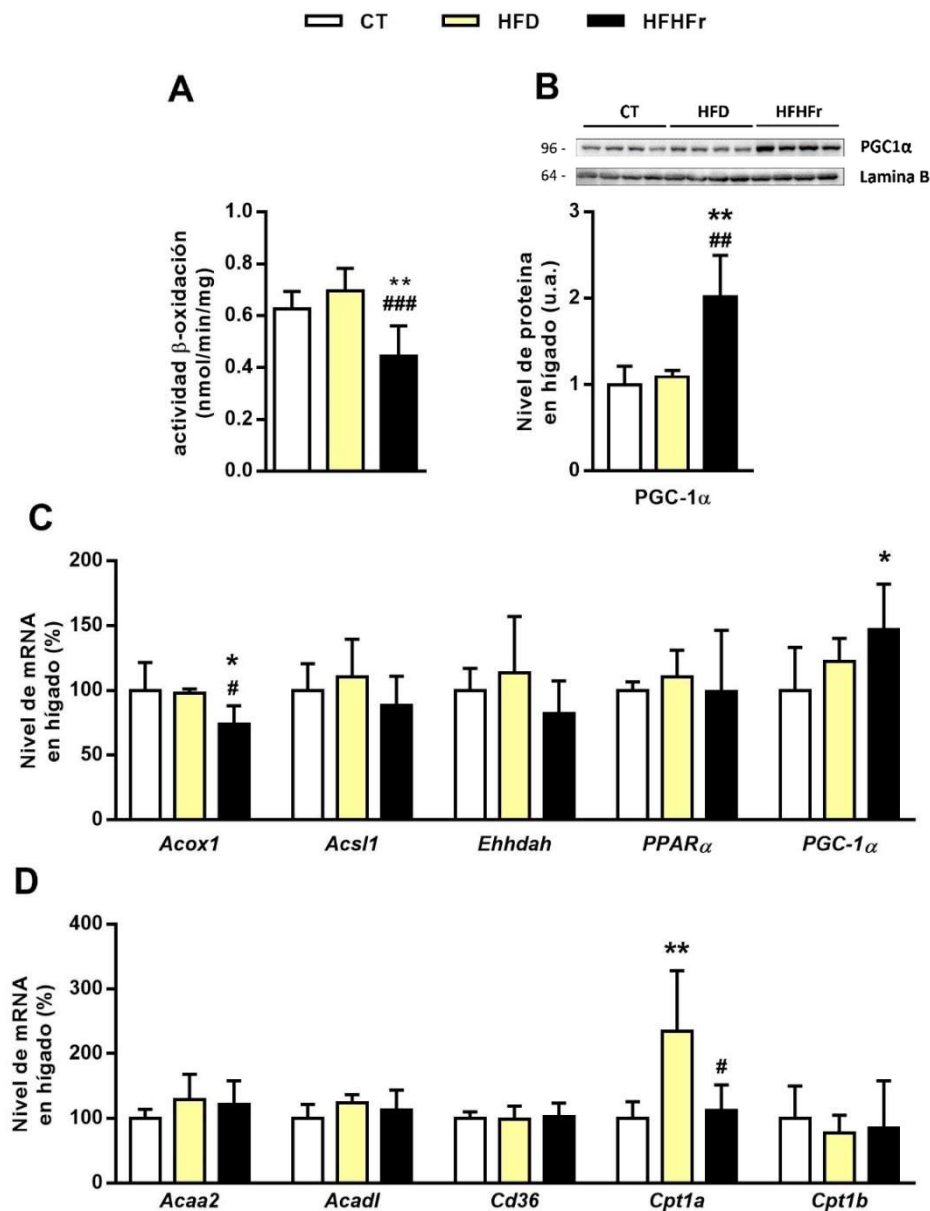 CT HFD HFHFr
A
1.0
0.8
0.6
0.4
0.2
0.0
actividad β-oxidación
(nmol/min/mg)
**
###
B
CT HFD HFHFr
96 - PGC1α
64 - Lamina B
3
2
1
0
Nivel de proteina
en hígado (u.a.)
**
##
PGC-1α
C
200
150
100
50
0
Nivel de mRNA
en hígado (%)
*
#
*
Acox1 Acsl1 Ehhdah PPARα PGC-1α
D
400
300
200
100
0
Nivel de mRNA
en hígado (%)
**
#
Acaa2 Acadl Cd36 Cpt1a Cpt1b